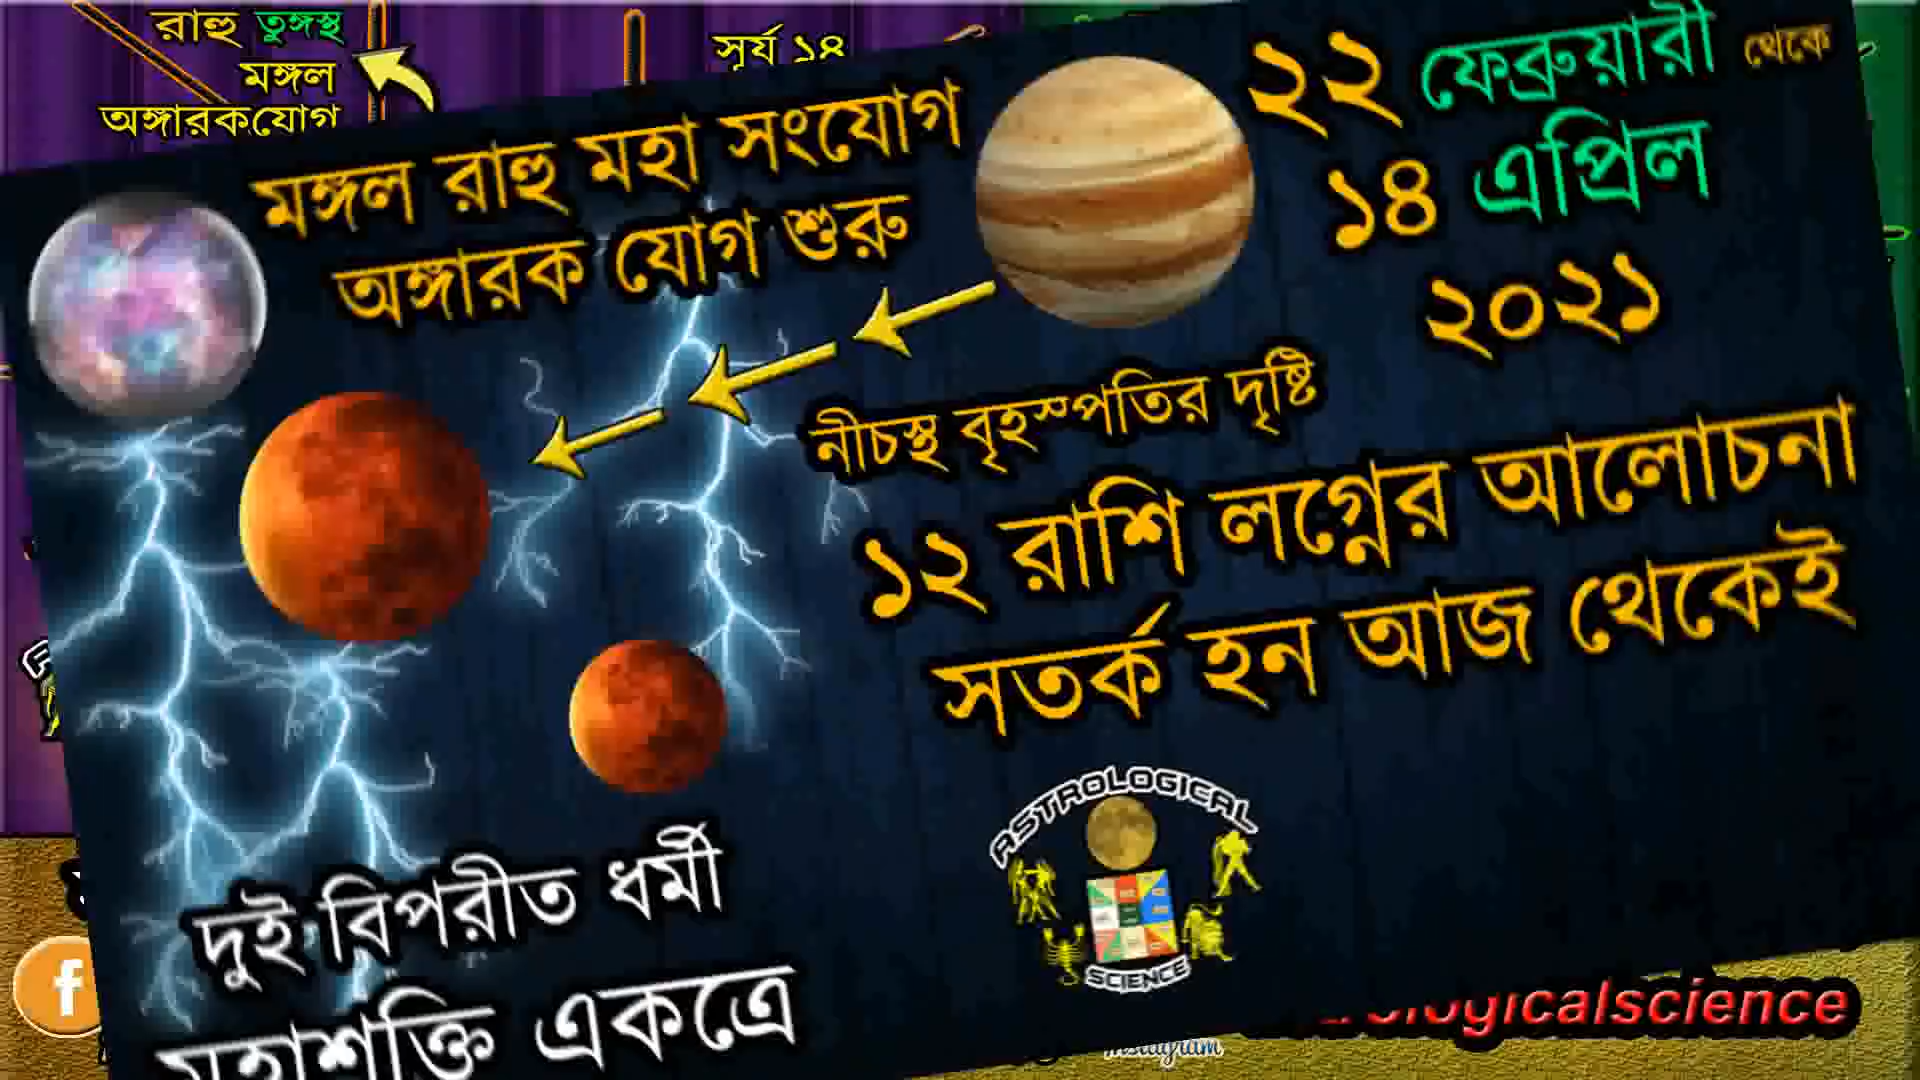 রাহু তুঙ্গস্থ
মঙ্গল
অঙ্গারকযোগ
সূর্য ১৪
মঙ্গল রাহু মহা সংযোগ
অঙ্গারক যোগ শুরু
২২ ফেব্রুয়ারী থেকে
১৪ এপ্রিল
২০২১
নীচস্থ বৃহস্পতির দৃষ্টি
১২ রাশি লগ্নের আলোচনা
সতর্ক হন আজ থেকেই
দুই বিপরীত ধর্মী
মহাশক্তি একত্রে
ASTROLOGICAL
SCIENCE
f
ologicalscience
Instagram